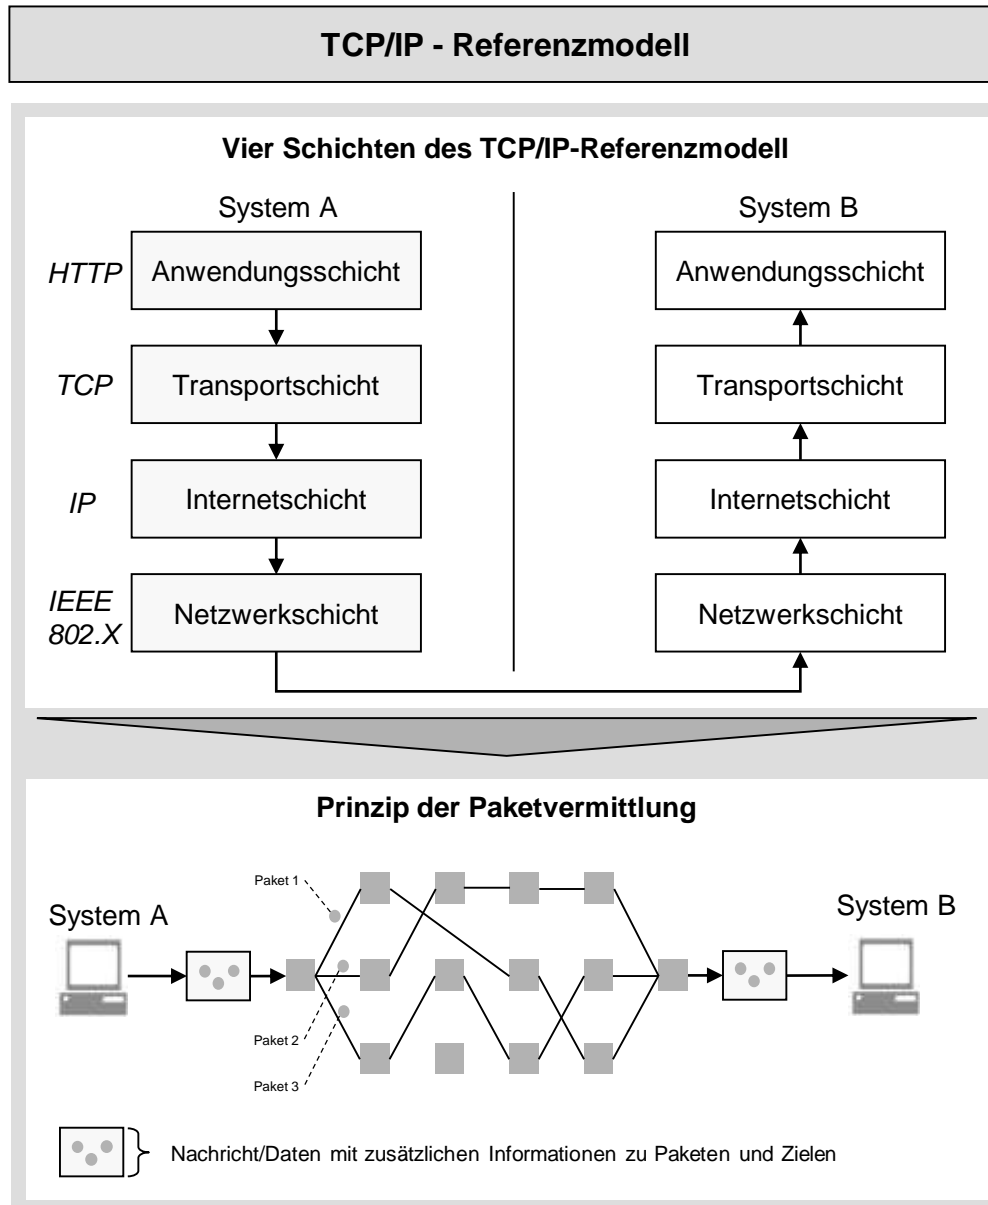 TCP/IP - Referenzmodell
Vier Schichten des TCP/IP-Referenzmodell
System A
System B
HTTP
Anwendungsschicht
Anwendungsschicht
TCP
Transportschicht
Transportschicht
IP
Internetschicht
Internetschicht
IEEE
802.X
Netzwerkschicht
Netzwerkschicht
Prinzip der Paketvermittlung
Paket 1
System A
System B
Paket 2
Paket 3
Nachricht/Daten mit zusätzlichen Informationen zu Paketen und Zielen